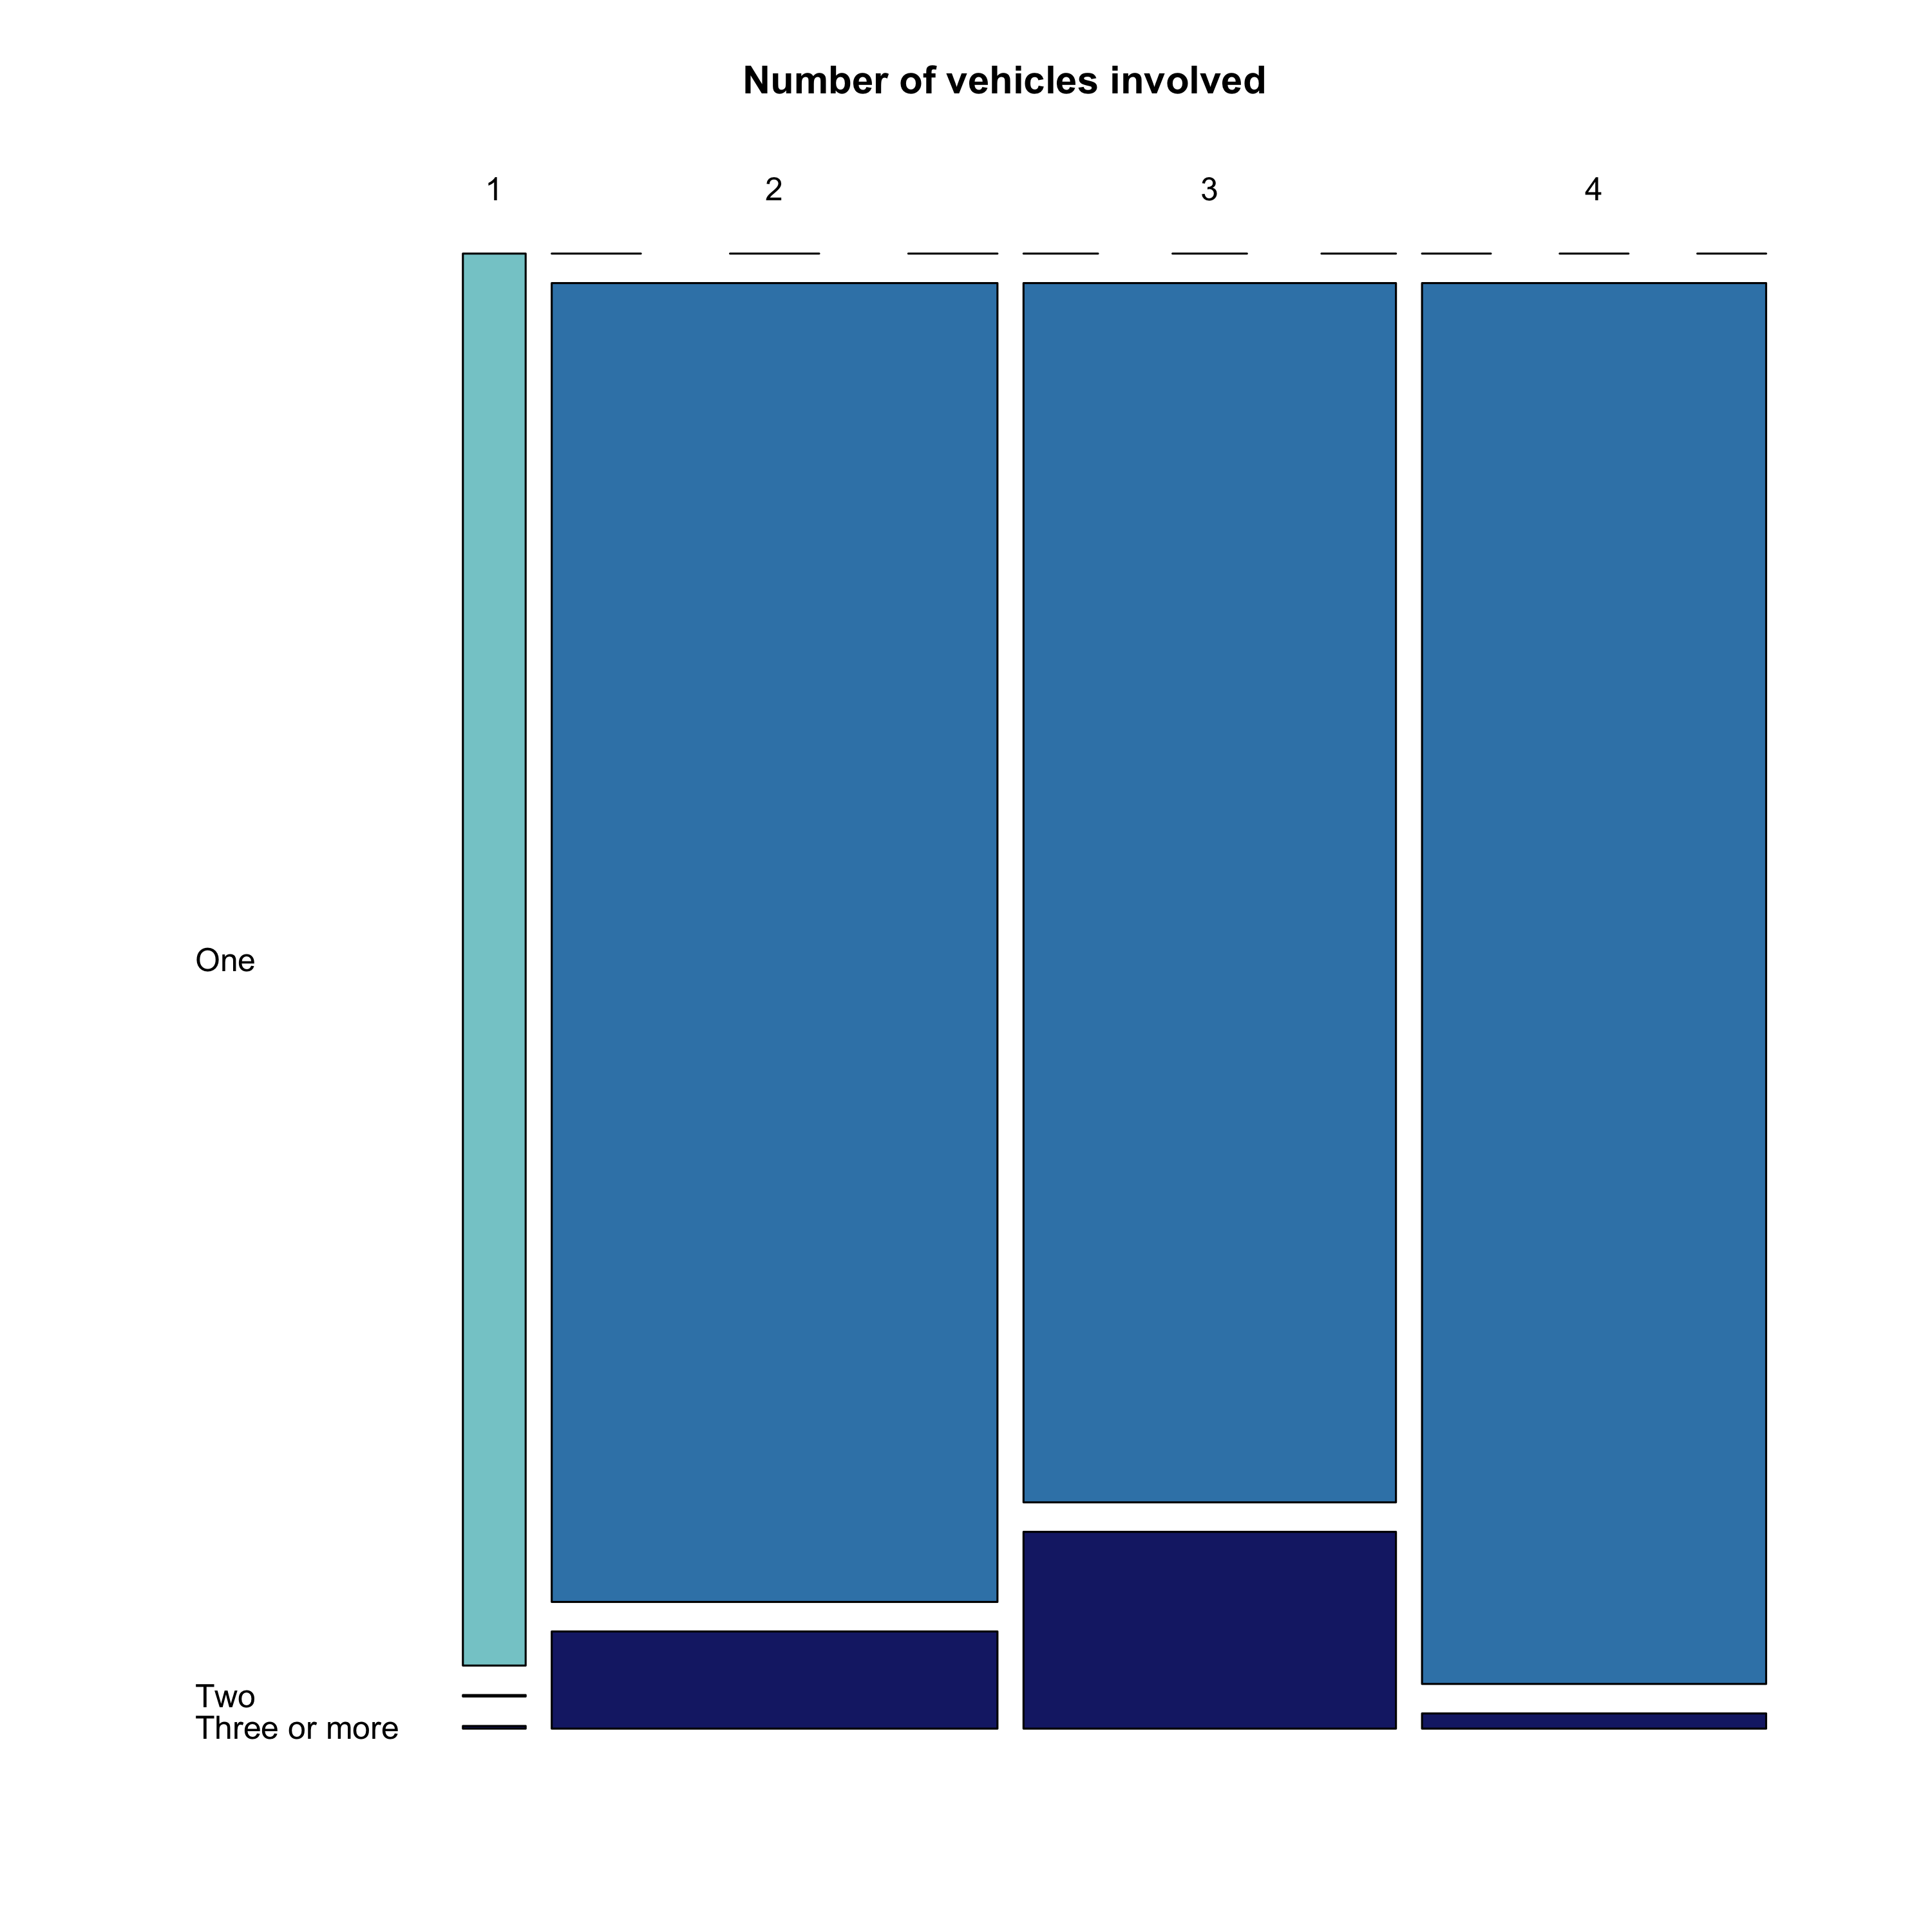 Number of vehicles involved
1 2 3 4
One
Two
Three or more